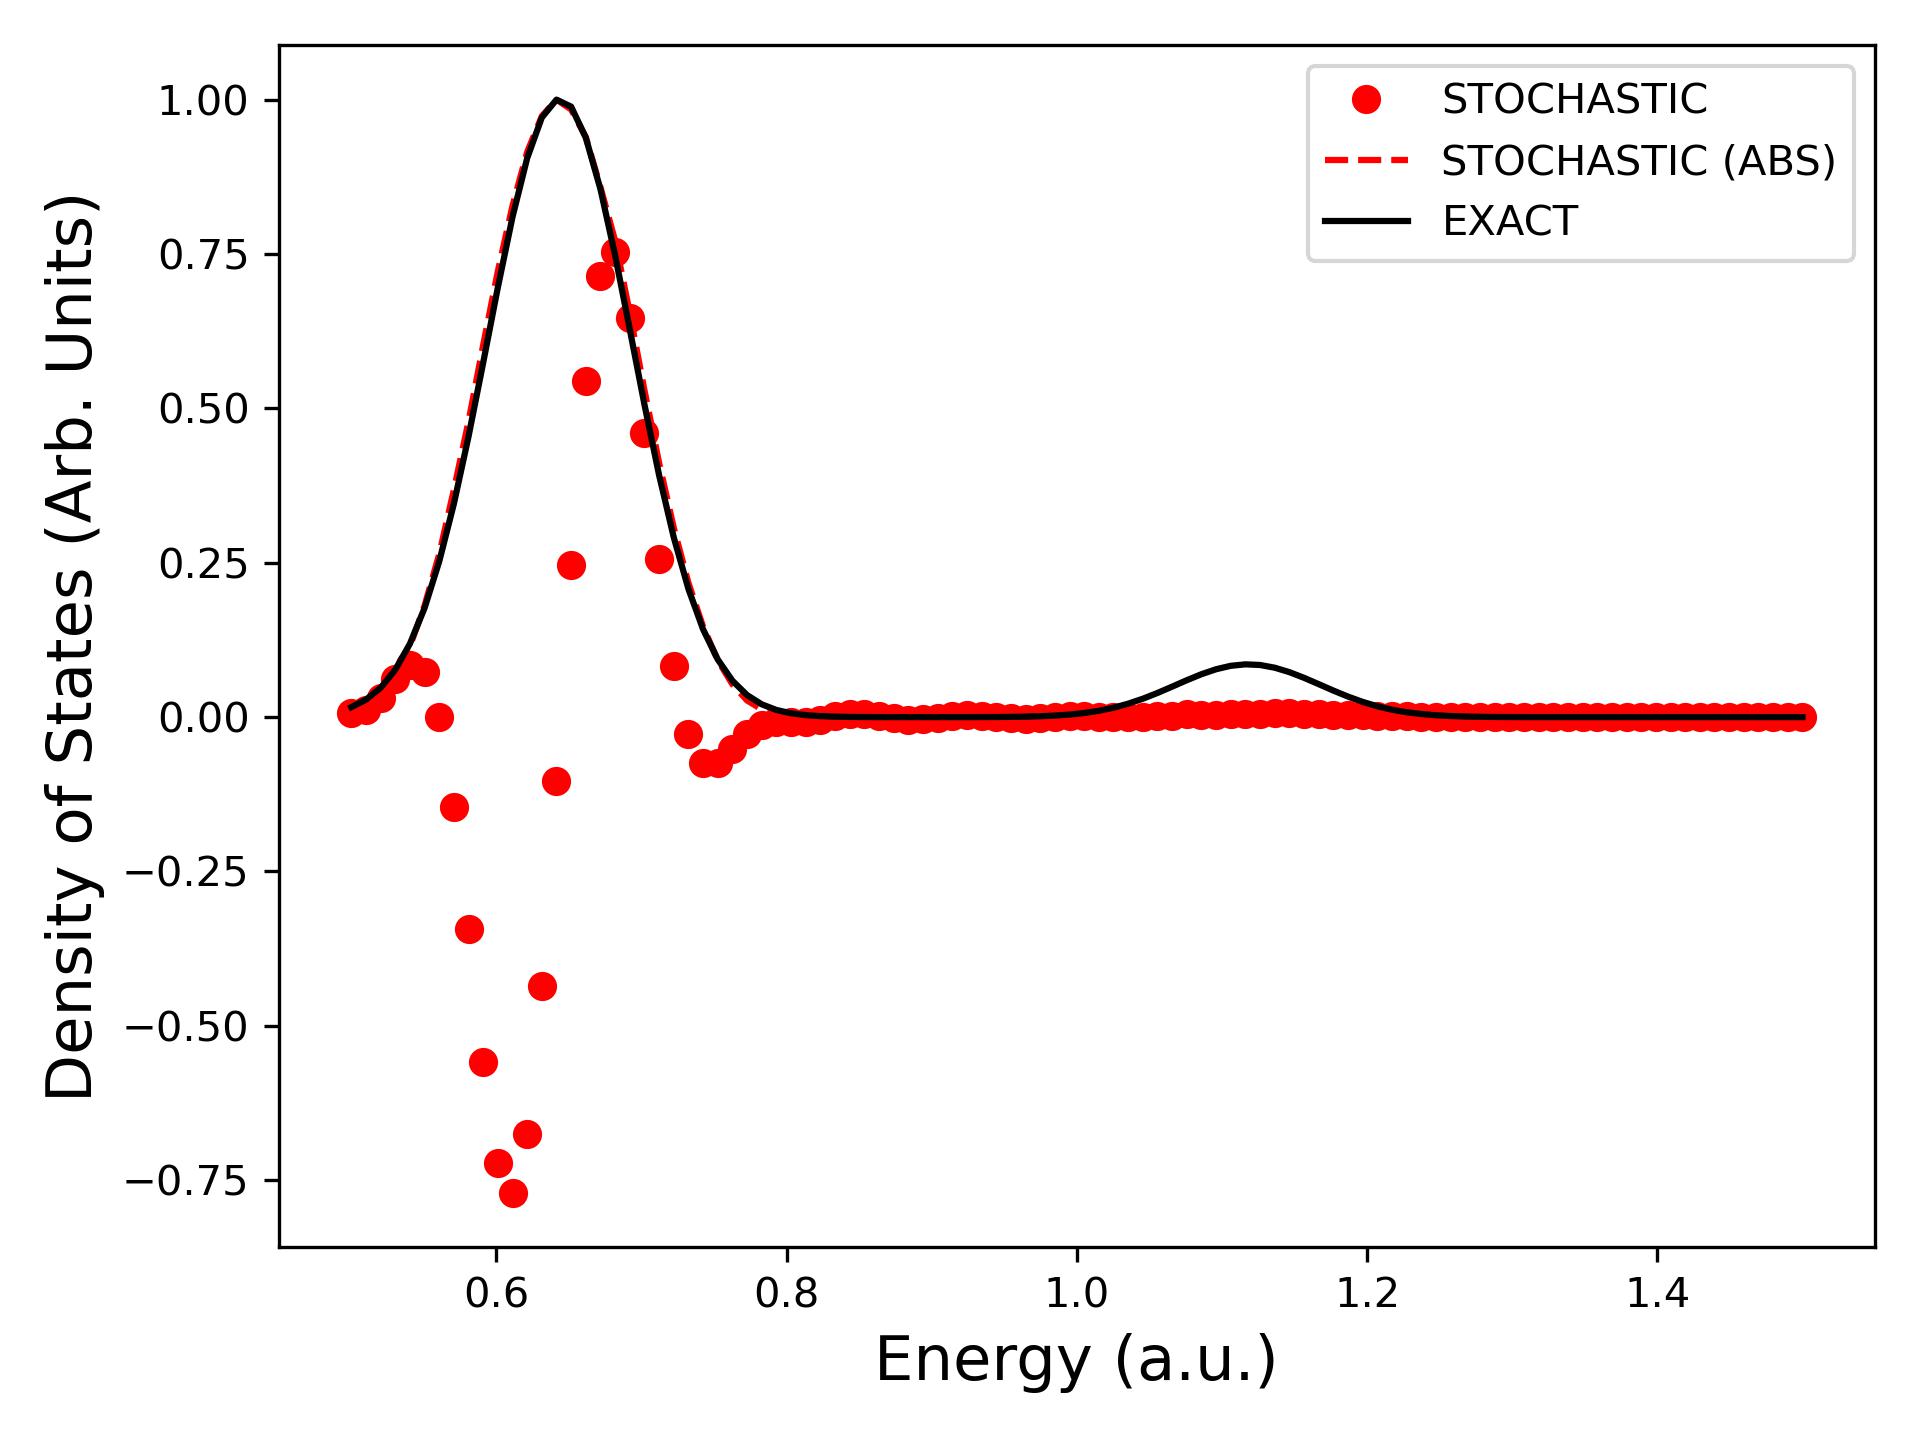 STOCHASTIC
STOCHASTIC (ABS)
EXACT
Density of States (Arb. Units)
1.00
0.75
0.50
0.25
0.00
−0.25
−0.50
−0.75
0.6 0.8 1.0 1.2 1.4
Energy (a.u.)